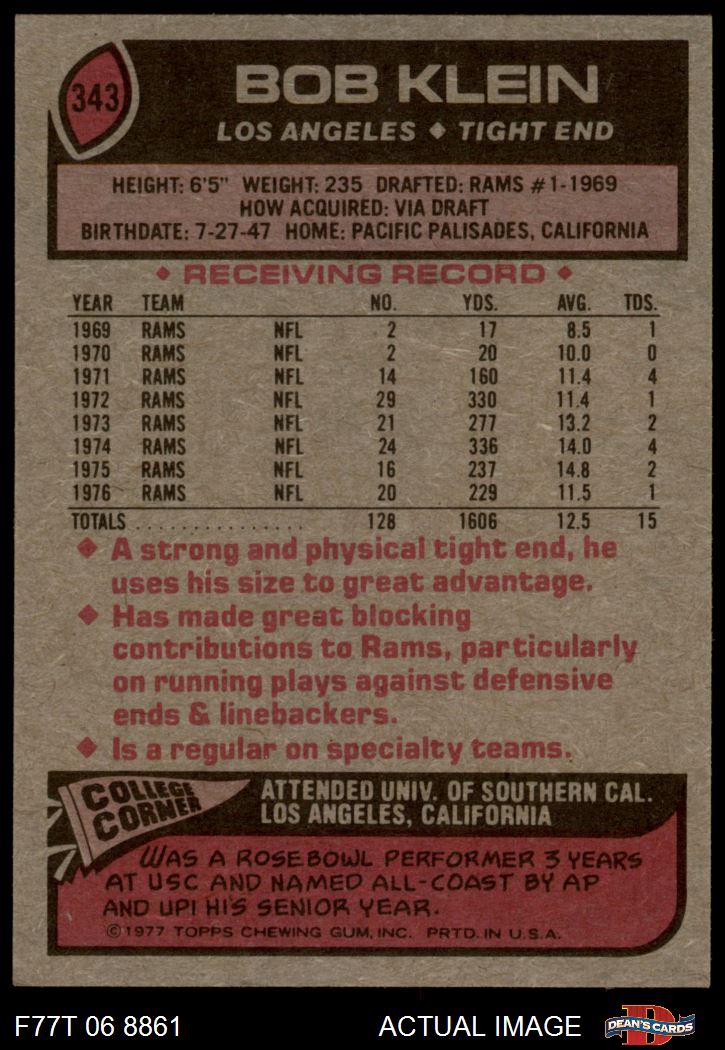 343
BOB KLEIN
LOS ANGELES ♦ TIGHT END
HEIGHT: 6'5" WEIGHT: 235 DRAFTED: RAMS #1-1969
HOW ACQUIRED: VIA DRAFT
BIRTHDATE: 7-27-47 HOME: PACIFIC PALISADES, CALIFORNIA
♦ RECEIVING RECORD ♦
YEAR TEAM NO. YDS. AVG. TDS.
1969 RAMS NFL 2 17 8.5 1
1970 RAMS NFL 2 20 10.0 0
1971 RAMS NFL 14 160 11.4 4
1972 RAMS NFL 29 330 11.4 1
1973 RAMS NFL 21 277 13.2 2
1974 RAMS NFL 24 336 14.0 4
1975 RAMS NFL 16 237 14.8 2
1976 RAMS NFL 20 229 11.5 1
TOTALS ................ 128 1606 12.5 15
♦ A strong and physical tight end, he
uses his size to great advantage.
♦ Has made great blocking
contributions to Rams, particularly
on running plays against defensive
ends & linebackers.
♦ Is a regular on specialty teams.
COLLEGE
CORNER
ATTENDED UNIV. OF SOUTHERN CAL.
LOS ANGELES, CALIFORNIA
WAS A ROSE BOWL PERFORMER 3 YEARS
AT USC AND NAMED ALL-COAST BY AP
AND UPI HIS SENIOR YEAR.
©1977 TOPPS CHEWING GUM, INC. PRTD. IN U.S.A.
F77T 06 8861
ACTUAL IMAGE
D
DEAN'S CARDS